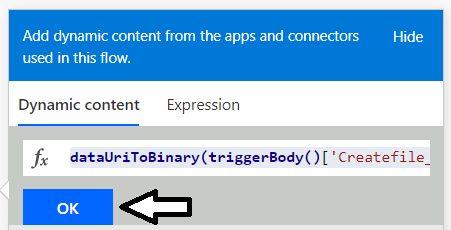 Add dynamic content from the apps and connectors Hide
used in this flow.
Dynamic content Expression
fx dataUriToBinary(triggerBody()['Createfile_
OK